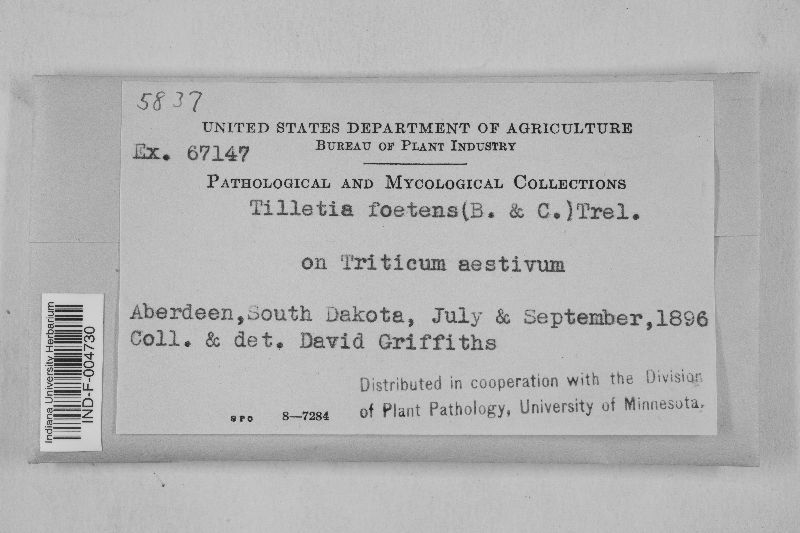 5837
UNITED STATES DEPARTMENT OF AGRICULTURE
BUREAU OF PLANT INDUSTRY
Ex. 67147
PATHOLOGICAL AND MYCOLOGICAL COLLECTIONS
Tilletia foetens(B. & C.)Trel.
on Triticum aestivum
Aberdeen,South Dakota, July & September,1896
Coll. & det. David Griffiths
Distributed in cooperation with the Division
of Plant Pathology, University of Minnesota.
GPO 8—7284
Indiana University Herbarium
IND-F-004730